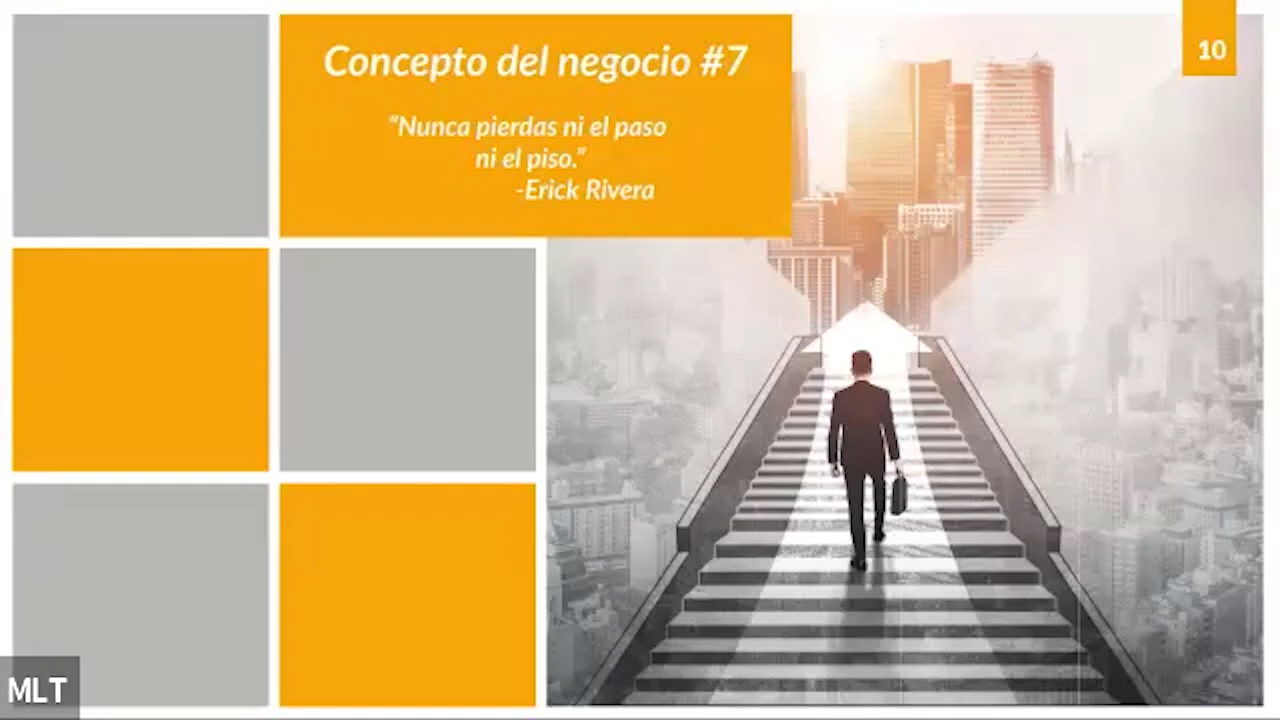 Concepto del negocio #7
10
"Nunca pierdas ni el paso
ni el piso."
-Erick Rivera
MLT